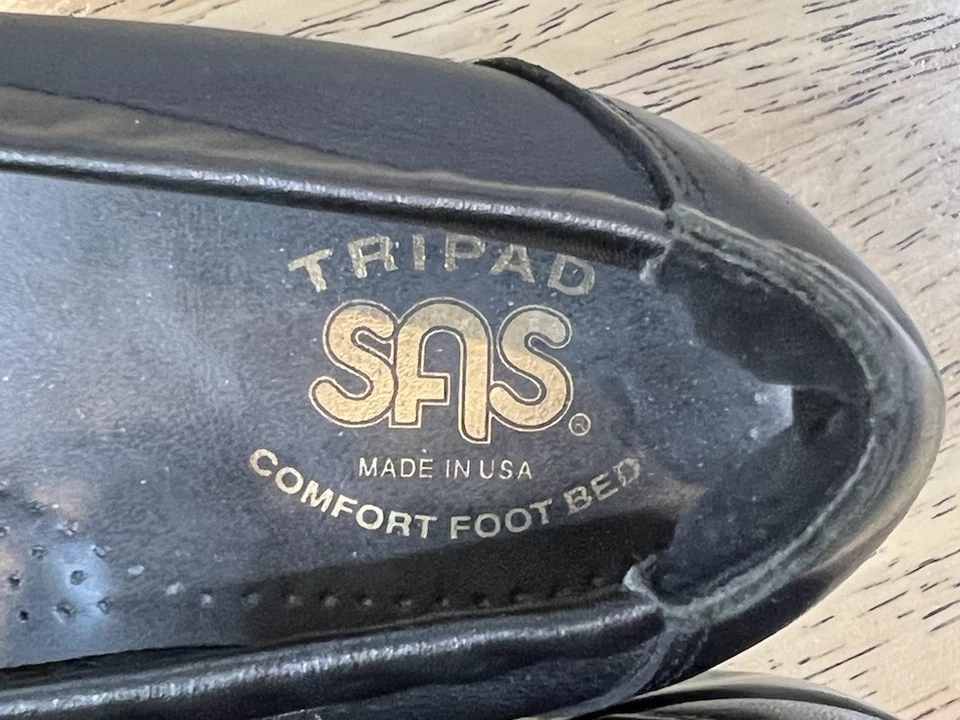 TRIPAD
SAS®
MADE IN USA
COMFORT FOOT BED